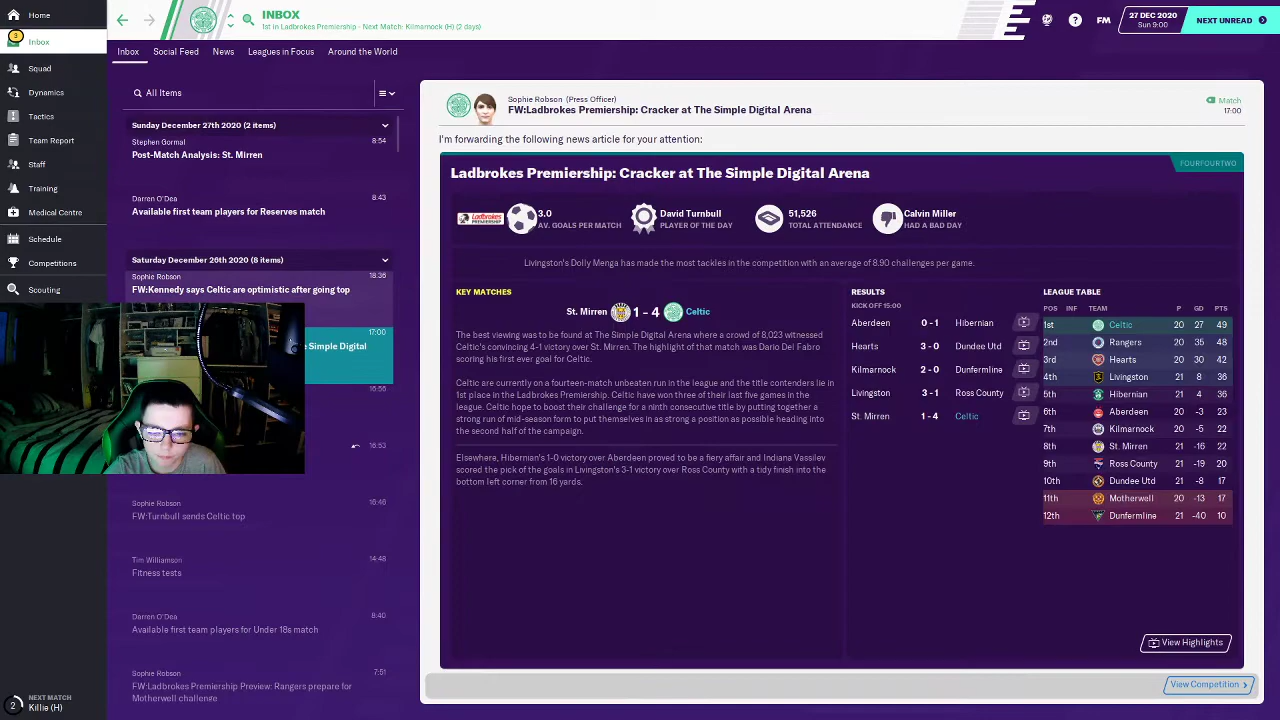 INBOX
1st in Ladbrokes Premiership - Next Match: Kilmarnock (H) (2 days)
FM
27 DEC 2020
Sun 9:00
NEXT UNREAD
Home
3
Inbox
Squad
Dynamics
Tactics
Team Report
Staff
Training
Medical Centre
Schedule
Competitions
Scouting
2
NEXT MATCH
Killie (H)
Inbox
Social Feed
News
Leagues in Focus
Around the World
All Items
Sunday December 27th 2020 (2 items)
Stephen Gormal 8:54
Post-Match Analysis: St. Mirren
Darren O'Dea 8:43
Available first team players for Reserves match
Saturday December 26th 2020 (8 items)
Sophie Robson 18:36
FW:Kennedy says Celtic are optimistic after going top
17:00
e Simple Digital
16:56
16:53
Sophie Robson 16:46
FW:Turnbull sends Celtic top
Tim Williamson 14:48
Fitness tests
Darren O'Dea 8:40
Available first team players for Under 18s match
Sophie Robson 7:51
FW:Ladbrokes Premiership Preview: Rangers prepare for
Motherwell challenge
Sophie Robson (Press Officer)
FW:Ladbrokes Premiership: Cracker at The Simple Digital Arena
Match
17:00
I'm forwarding the following news article for your attention:
FOURFOURTWO
Ladbrokes Premiership: Cracker at The Simple Digital Arena
Ladbrokes
3.0
AV. GOALS PER MATCH
David Turnbull
PLAYER OF THE DAY
51,526
TOTAL ATTENDANCE
Calvin Miller
HAD A BAD DAY
Livingston's Dolly Menga has made the most tackles in the competition with an average of 8.90 challenges per game.
KEY MATCHES
St. Mirren 1 - 4 Celtic
The best viewing was to be found at The Simple Digital Arena where a crowd of 8,023 witnessed
Celtic's convincing 4-1 victory over St. Mirren. The highlight of that match was Dario Del Fabro
scoring his first ever goal for Celtic.
Celtic are currently on a fourteen-match unbeaten run in the league and the title contenders lie in
1st place in the Ladbrokes Premiership. Celtic have won three of their last five games in the
league. Celtic hope to boost their challenge for a ninth consecutive title by putting together a
strong run of mid-season form to put themselves in as strong a position as possible heading into
the second half of the campaign.
Elsewhere, Hibernian's 1-0 victory over Aberdeen proved to be a fiery affair and Indiana Vassilev
scored the pick of the goals in Livingston's 3-1 victory over Ross County with a tidy finish into the
bottom left corner from 16 yards.
RESULTS
KICK OFF 15:00
Aberdeen 0 - 1 Hibernian
Hearts 3 - 0 Dundee Utd
Kilmarnock 2 - 0 Dunfermline
Livingston 3 - 1 Ross County
St. Mirren 1 - 4 Celtic
LEAGUE TABLE
POS INF TEAM P GD PTS
1st Celtic 20 27 49
2nd Rangers 20 35 48
3rd Hearts 20 30 42
4th Livingston 21 8 36
5th Hibernian 21 4 36
6th Aberdeen 20 -3 23
7th Kilmarnock 20 -5 22
8th St. Mirren 21 -16 22
9th Ross County 21 -19 20
10th Dundee Utd 21 -8 17
11th Motherwell 20 -13 17
12th Dunfermline 21 -40 10
View Highlights
View Competition